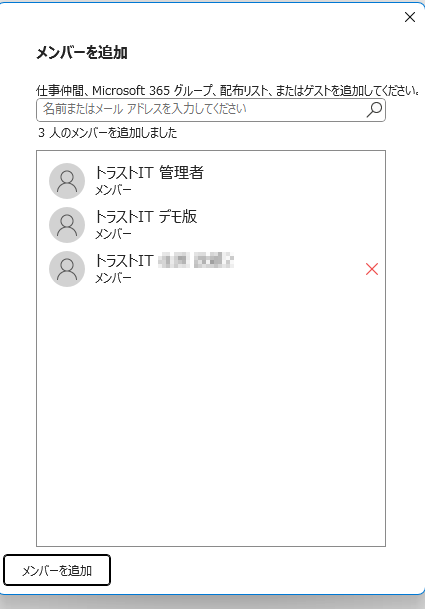 メンバーを追加
仕事仲間、Microsoft 365 グループ、配布リスト、またはゲストを追加してください。
名前またはメール アドレスを入力してください
3 人のメンバーを追加しました
トラストIT 管理者
メンバー
トラストIT デモ版
メンバー
トラストIT
メンバー
メンバーを追加